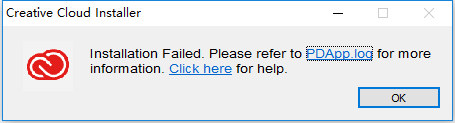 Creative Cloud Installer
Installation Failed. Please refer to PDApp.log for more
information. Click here for help.
OK